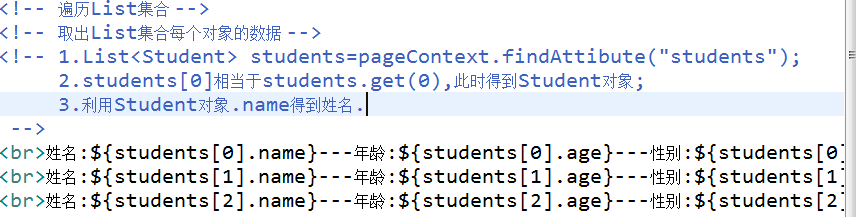 <!-- 遍历List集合 -->
<!-- 取出List集合每个对象的数据 -->
<!-- 1.List<Student> students=pageContext.findAttibute("students");
2.students[0]相当于students.get(0),此时得到Student对象;
3.利用Student对象.name得到姓名.
-->
<br>姓名:${students[0].name}---年龄:${students[0].age}---性别:${students[0]
<br>姓名:${students[1].name}---年龄:${students[1].age}---性别:${students[1]
<br>姓名:${students[2].name}---年龄:${students[2].age}---性别:${students[2]